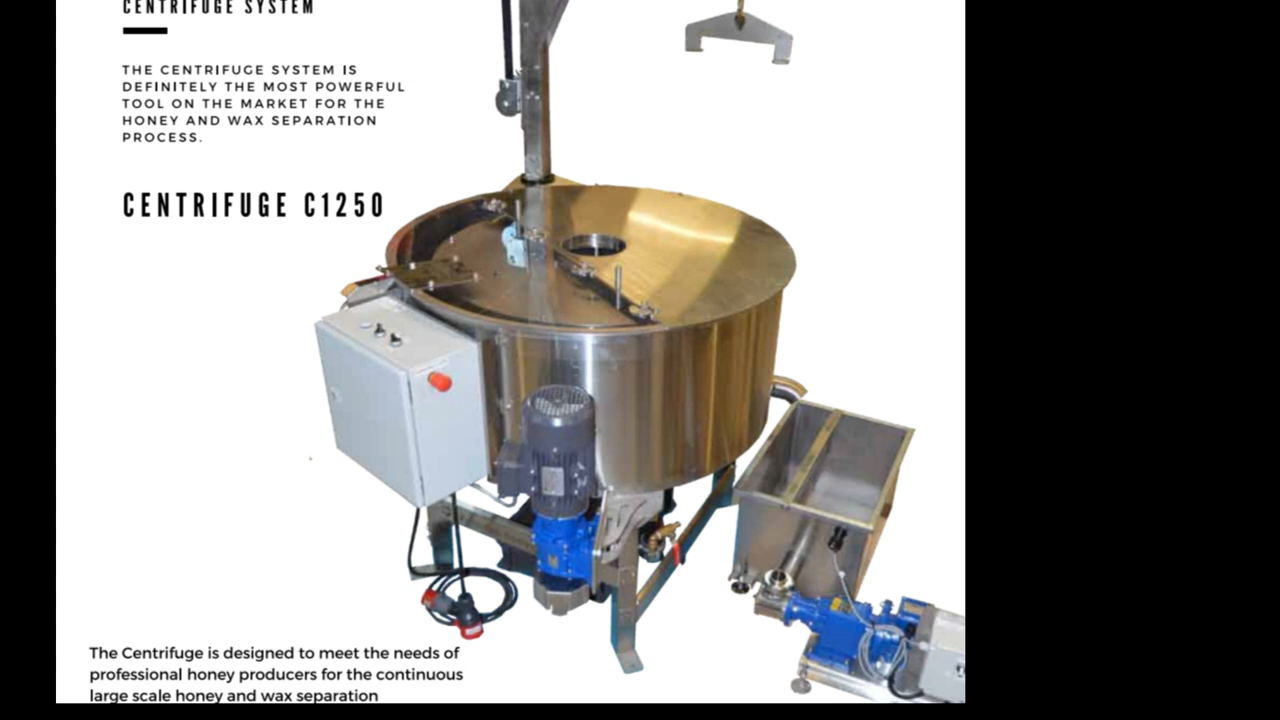 CENTRIFUGE SYSTEM
THE CENTRIFUGE SYSTEM IS
DEFINITELY THE MOST POWERFUL
TOOL ON THE MARKET FOR THE
HONEY AND WAX SEPARATION
PROCESS.
CENTRIFUGE C1250
The Centrifuge is designed to meet the needs of
professional honey producers for the continuous
large scale honey and wax separation